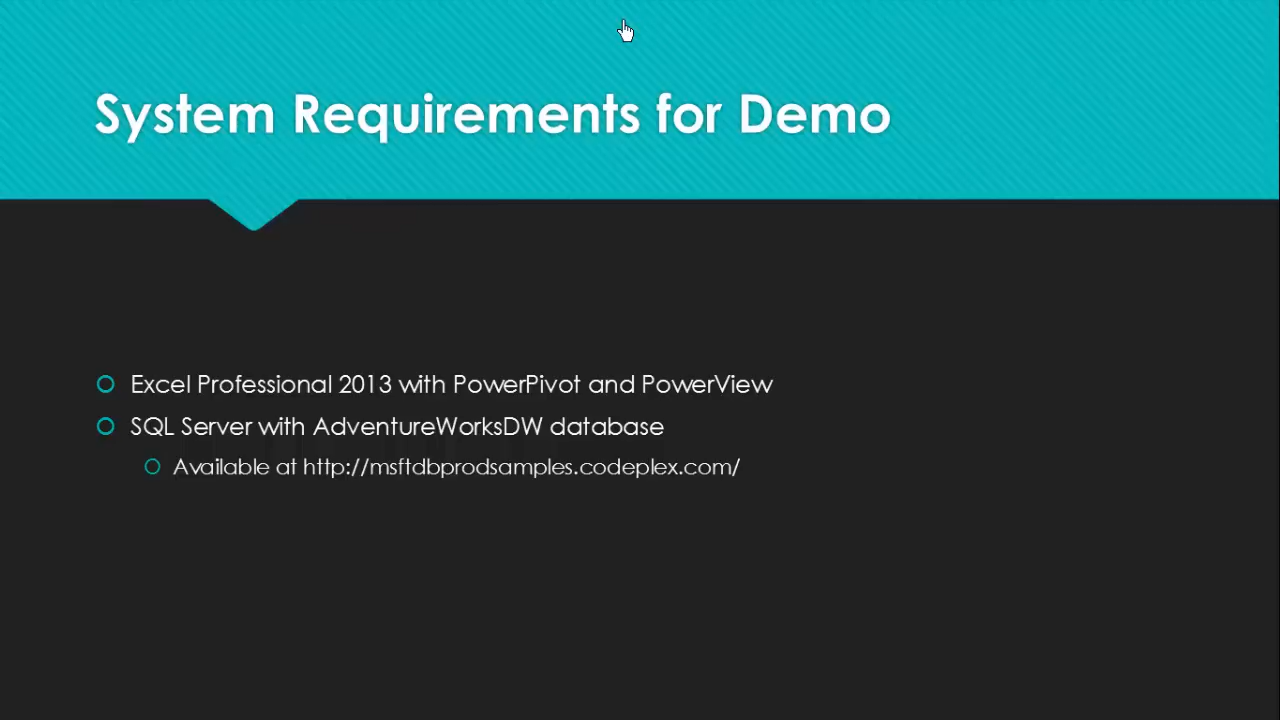 System Requirements for Demo
Excel Professional 2013 with PowerPivot and PowerView
SQL Server with AdventureWorksDW database
Available at http://msftdbprodsamples.codeplex.com/